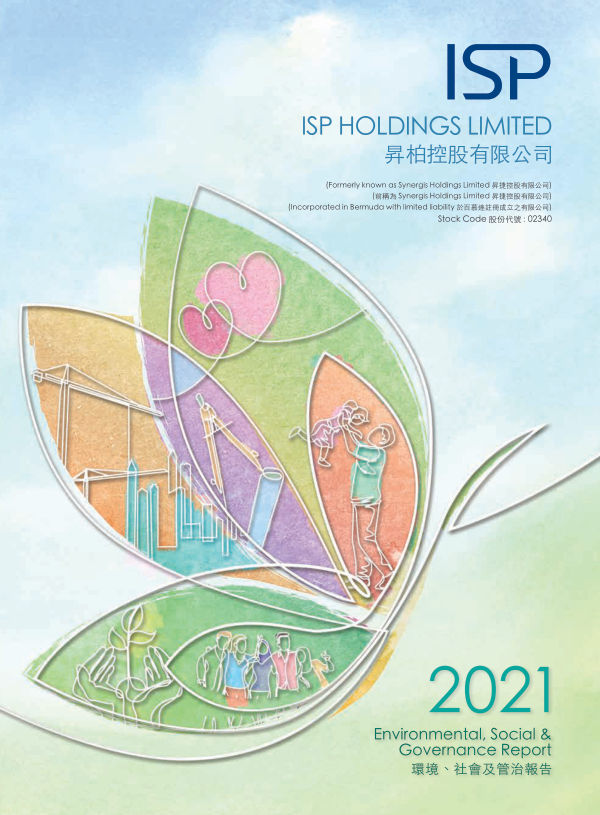 ISP
ISP HOLDINGS LIMITED
昇柏控股有限公司
(Formerly known as Synergis Holdings Limited 昇捷控股有限公司)
(前稱為 Synergis Holdings Limited 昇捷控股有限公司)
(Incorporated in Bermuda with limited liability 於百慕達註冊成立之有限公司)
Stock Code 股份代號 : 02340
2021
Environmental, Social &
Governance Report
環境、社會及管治報告